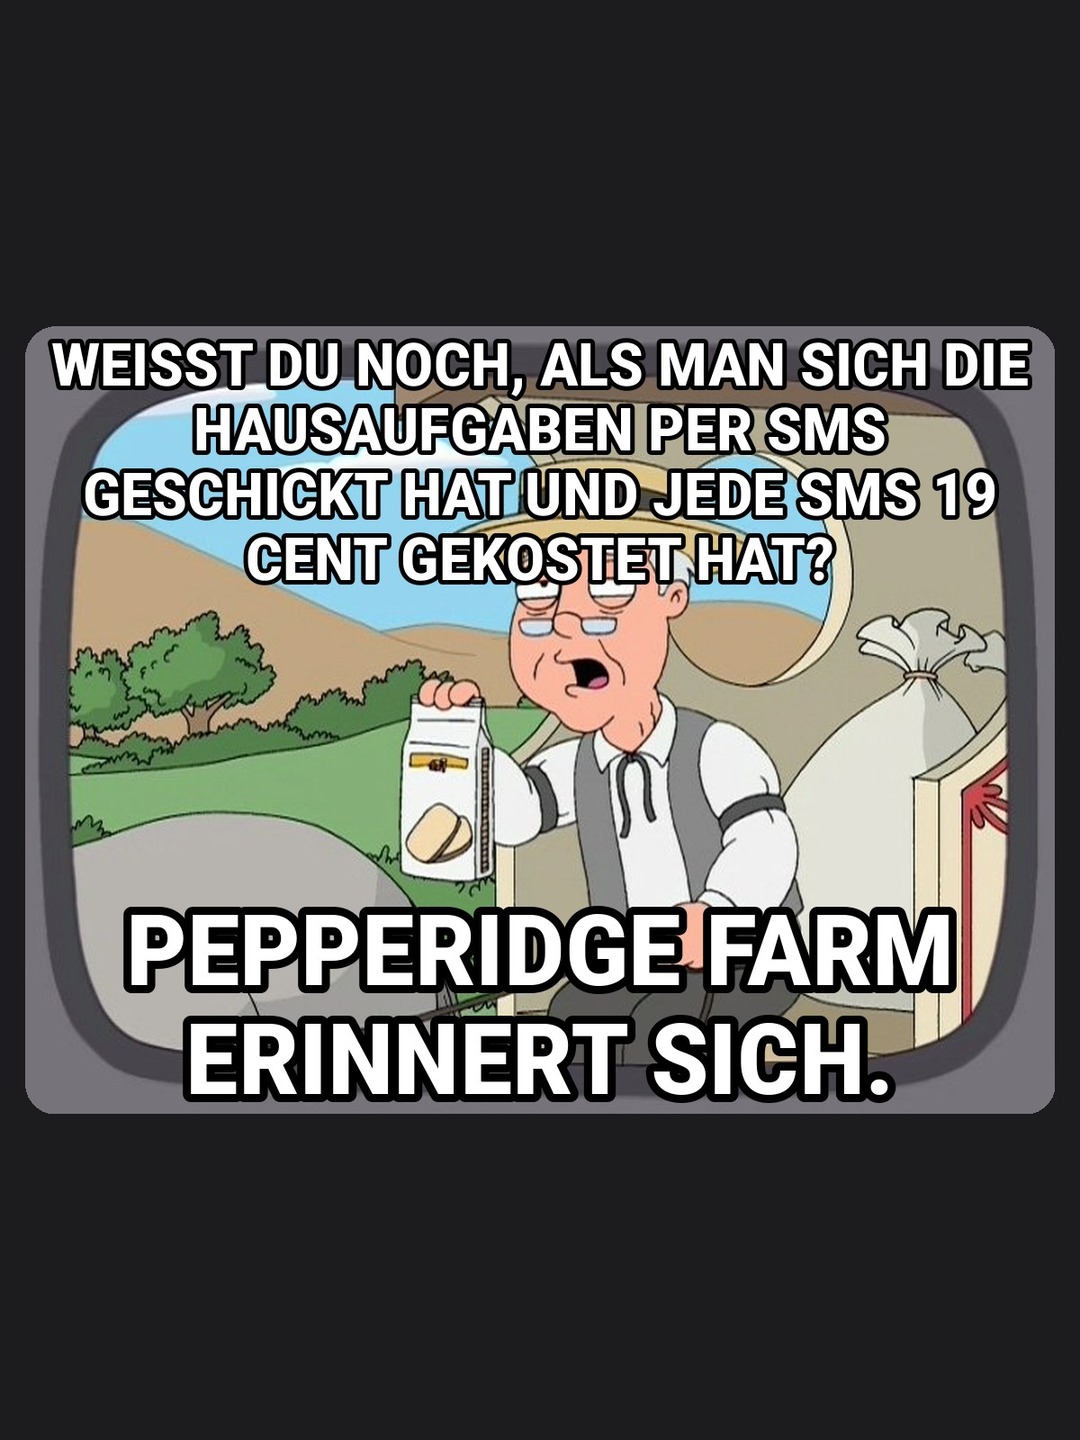 WEISST DU NOCH, ALS MAN SICH DIE
HAUSAUFGABEN PER SMS
GESCHICKT HAT UND JEDE SMS 19
CENT GEKOSTET HAT?
PEPPERIDGE FARM
ERINNERT SICH.